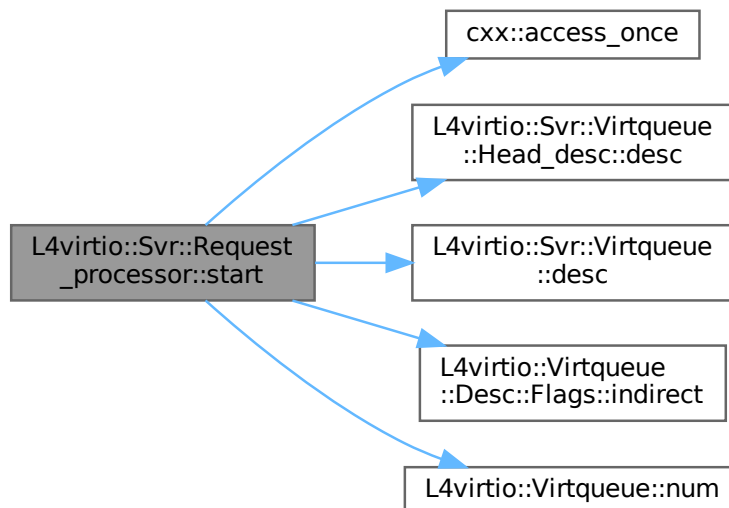 cxx::access_once
L4virtio::Svr::Virtqueue
::Head_desc::desc
L4virtio::Svr::Request
_processor::start
L4virtio::Svr::Virtqueue
::desc
L4virtio::Virtqueue
::Desc::Flags::indirect
L4virtio::Virtqueue::num